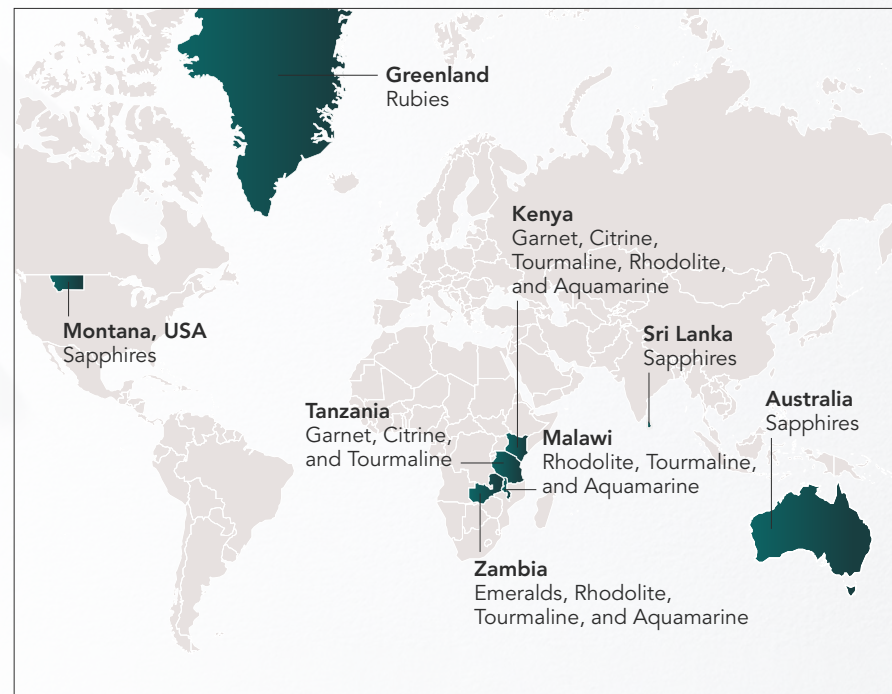 Greenland
Rubies
Kenya
Garnet, Citrine,
Tourmaline, Rhodolite,
and Aquamarine
Montana, USA
Sapphires
Sri Lanka
Sapphires
Australia
Sapphires
Tanzania
Garnet, Citrine,
and Tourmaline
Malawi
Rhodolite, Tourmaline,
and Aquamarine
Zambia
Emeralds, Rhodolite,
Tourmaline, and Aquamarine